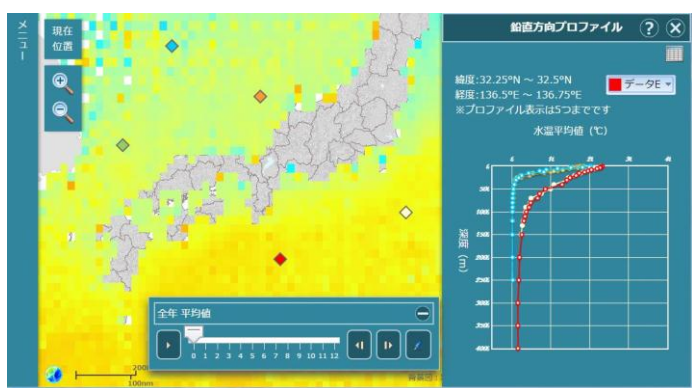 メニュー
現在
位置
鉛直方向プロファイル
?
緯度:32.25°N ～ 32.5°N
経度:136.5°E ～ 136.75°E
データE
※プロファイル表示は5つまでです
水温平均値 (℃)
深度 (m)
全年 平均値
0 1 2 3 4 5 6 7 8 9 10 11 12
100nm